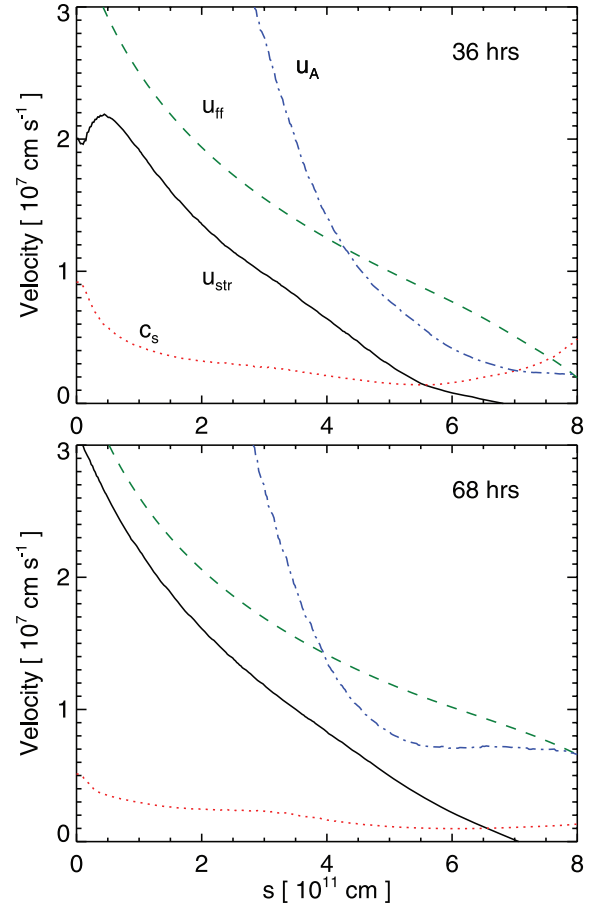 3
36 hrs
u_A
u_ff
2
Velocity [ 10^7 cm s^-1 ]
1
u_str
c_s
0
0 2 4 6 8
3
68 hrs
2
Velocity [ 10^7 cm s^-1 ]
1
0
0 2 4 6 8
s [ 10^11 cm ]